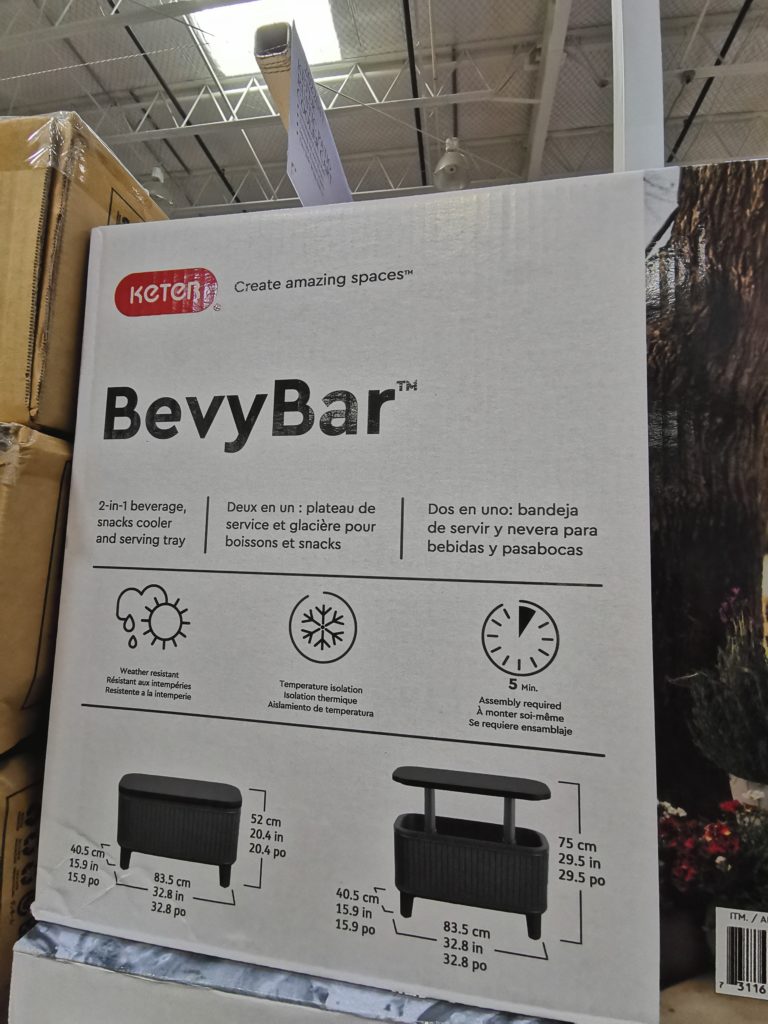 KETER
Create amazing spaces™
BevyBar™
2-in-1 beverage,
snacks cooler
and serving tray
Deux en un : plateau de
service et glacière pour
boissons et snacks
Dos en uno: bandeja
de servir y nevera para
bebidas y pasabocas
Weather resistant
Résistant aux intempéries
Resistente a la intemperie
Temperature isolation
Isolation thermique
Aislamiento de temperatura
5 Min.
Assembly required
À monter soi-même
Se requiere ensamblaje
52 cm
20.4 in
20.4 po
40.5 cm
15.9 in
15.9 po
83.5 cm
32.8 in
32.8 po
75 cm
29.5 in
29.5 po
40.5 cm
15.9 in
15.9 po
83.5 cm
32.8 in
32.8 po
ITM. /
7 3116